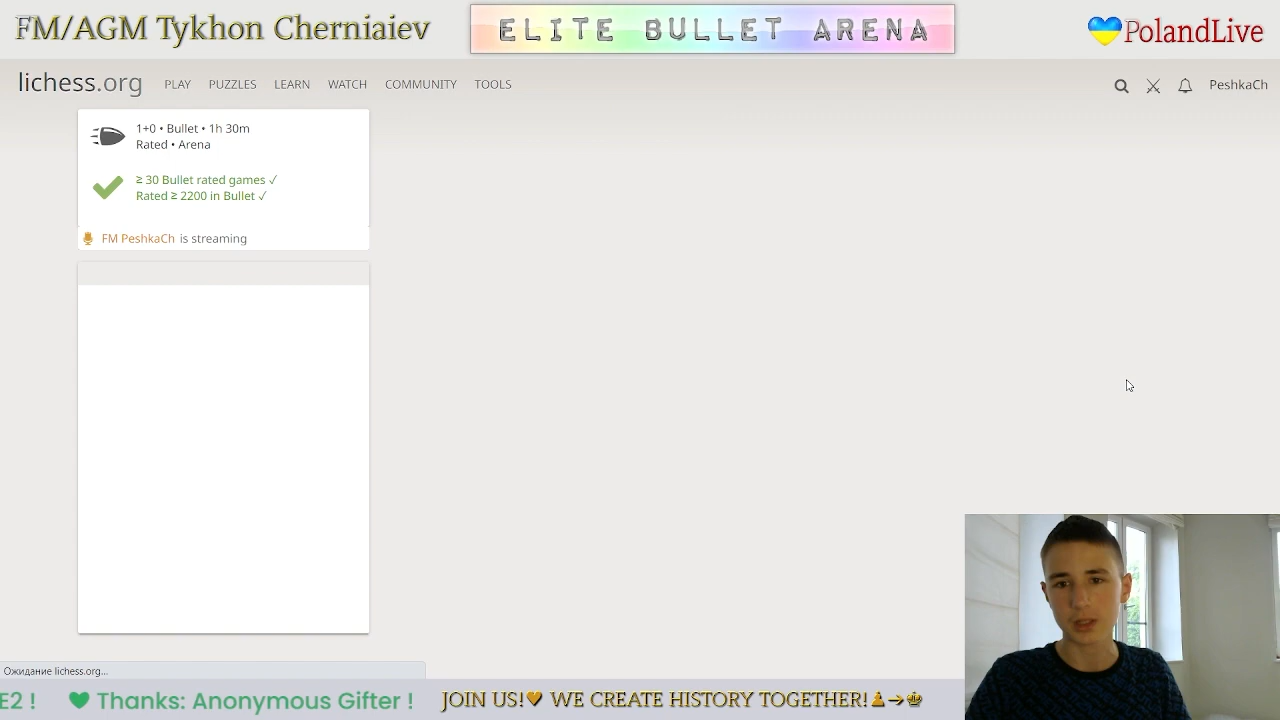 FM/AGM Tykhon Cherniaiev
ELITE BULLET ARENA
PolandLive
lichess.org PLAY PUZZLES LEARN WATCH COMMUNITY TOOLS PeshkaCh
1+0 • Bullet • 1h 30m
Rated • Arena
≥ 30 Bullet rated games ✓
Rated ≥ 2200 in Bullet ✓
FM PeshkaCh is streaming
Ожидание lichess.org...
E2 ! 💚 Thanks: Anonymous Gifter ! JOIN US!🧡 WE CREATE HISTORY TOGETHER!♟→♚